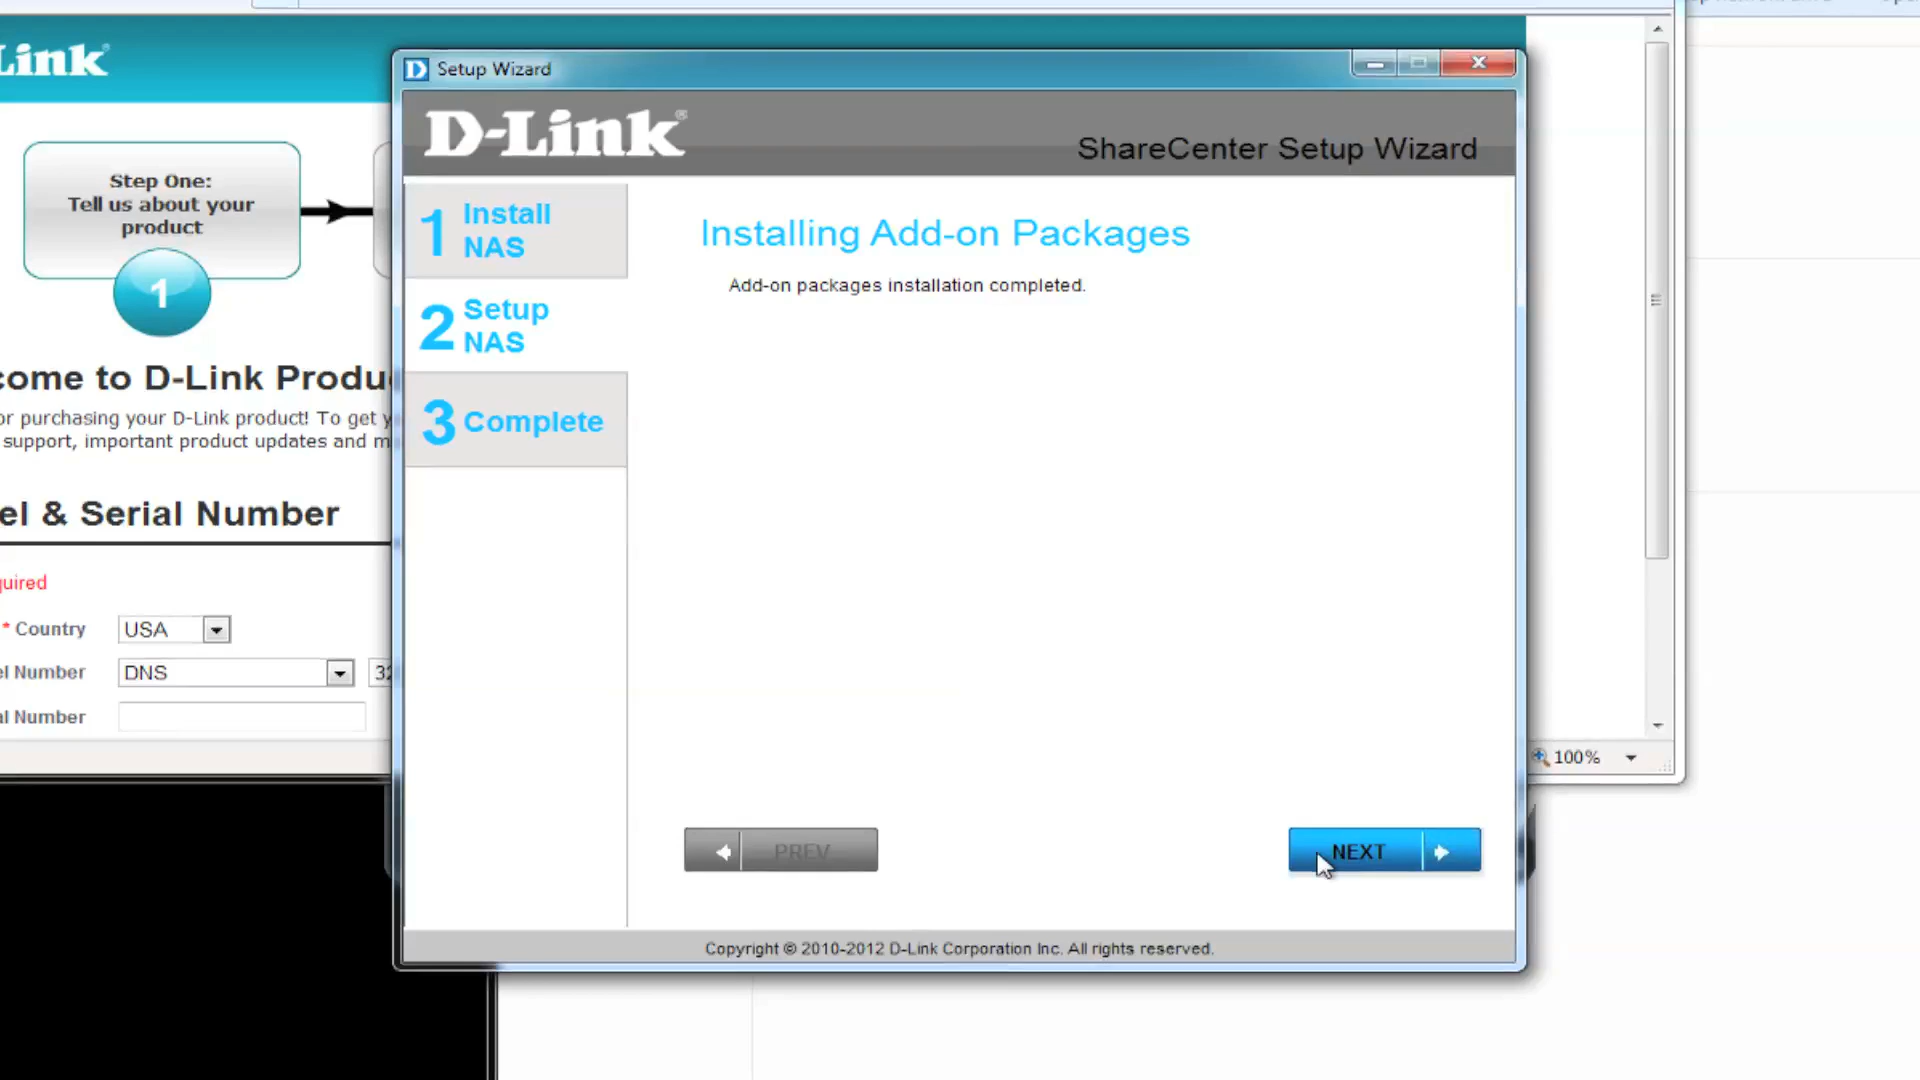 Link®
Step One:
Tell us about your
product
1
come to D-Link Produ
or purchasing your D-Link product! To get y
support, important product updates and m
el & Serial Number
quired
* Country USA
el Number DNS 32
al Number
Setup Wizard
D-Link®
ShareCenter Setup Wizard
1 Install
NAS
2 Setup
NAS
3 Complete
Installing Add-on Packages
Add-on packages installation completed.
PREV
NEXT
Copyright © 2010-2012 D-Link Corporation Inc. All rights reserved.
100%